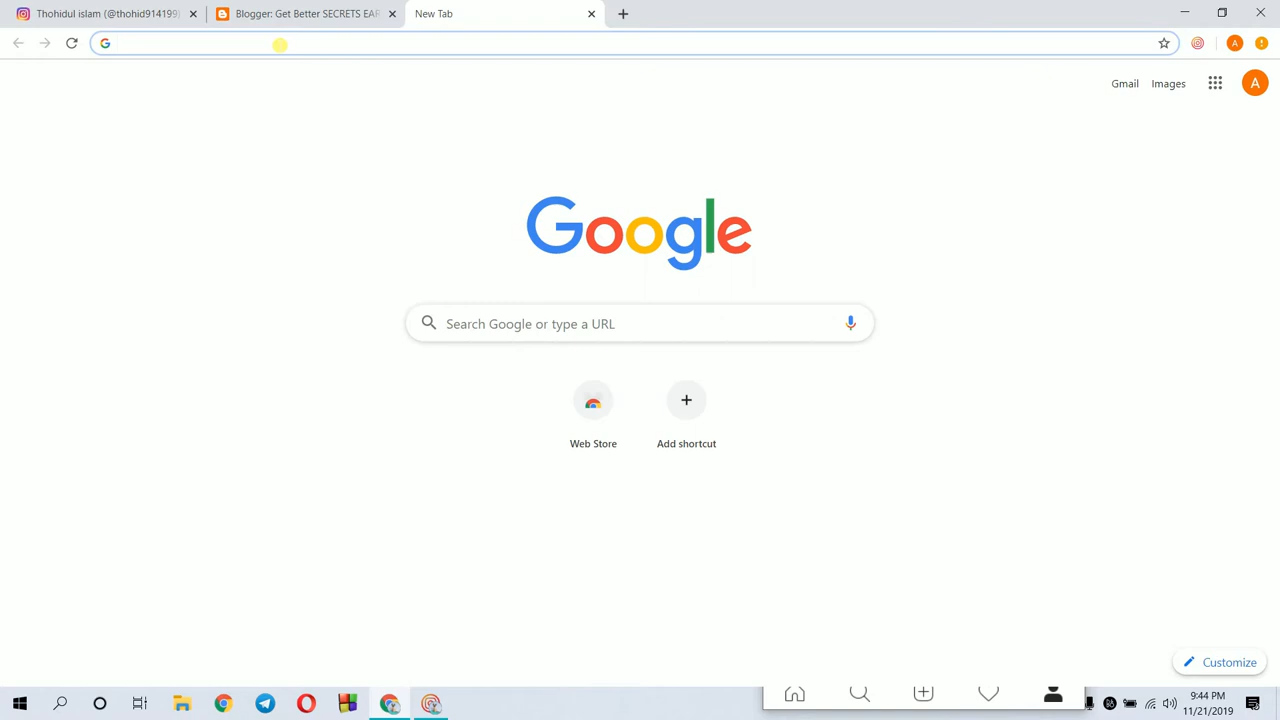 Thohidul islam (@thohid914199)
Blogger: Get Better SECRETS EAR
New Tab
G
A
Gmail
Images
A
Google
Search Google or type a URL
Web Store
Add shortcut
Customize
9:44 PM
11/21/2019